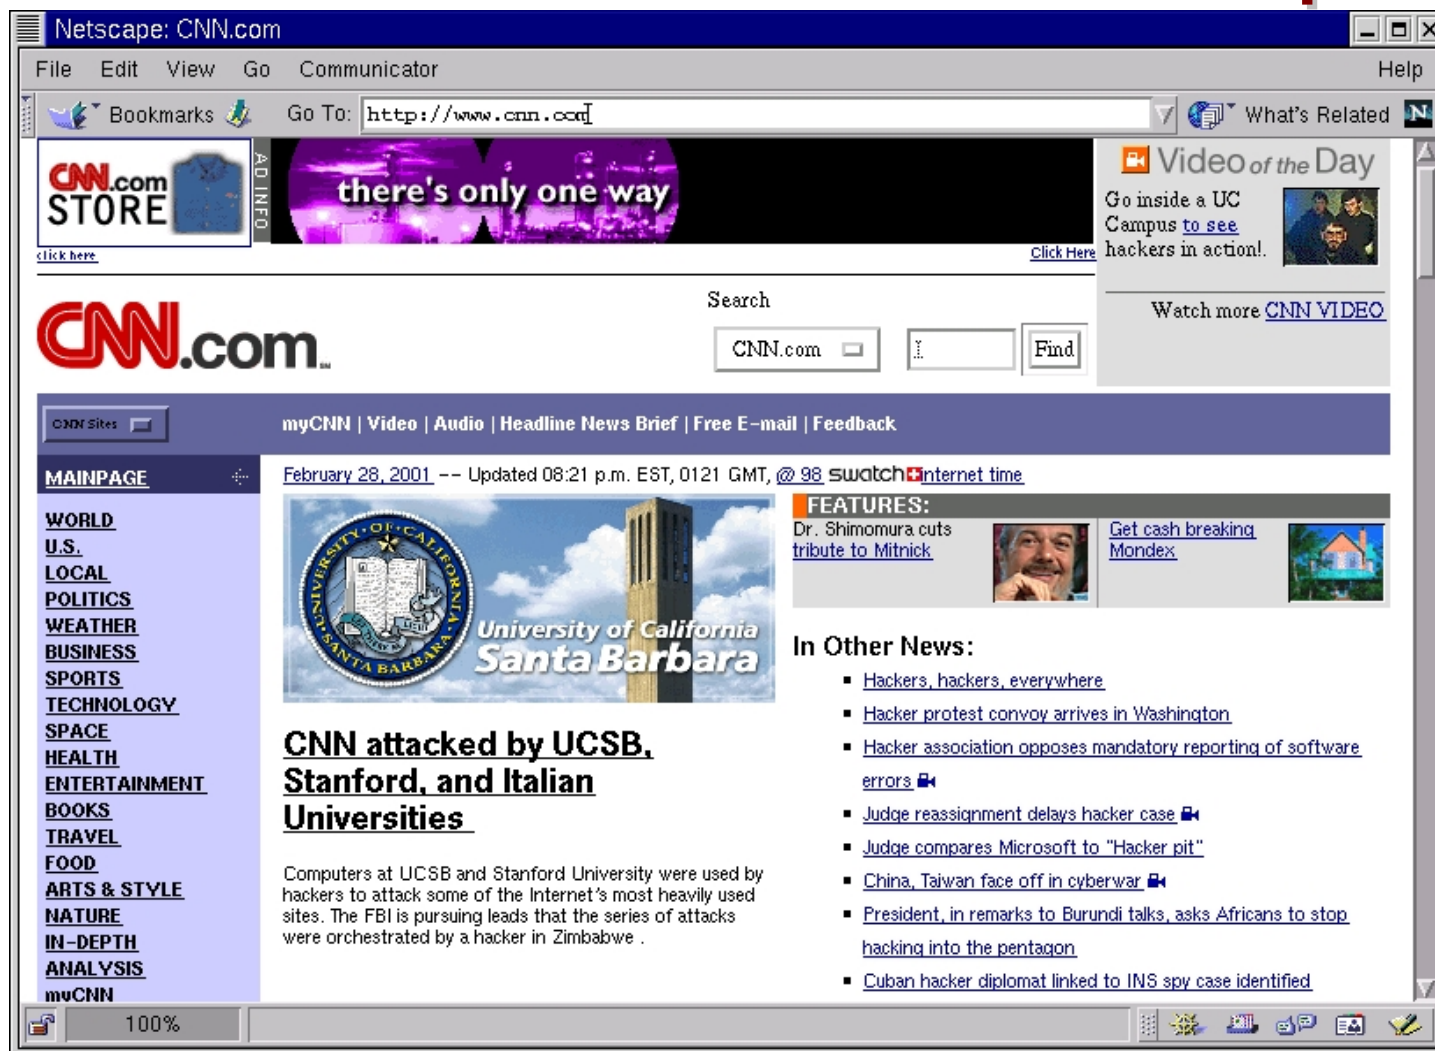 Netscape: CNN.com
File Edit View Go Communicator Help
Bookmarks Go To: http://www.cnn.com What's Related N
CNN.com
STORE
AD INFO
there's only one way
click here
Click Here
Video of the Day
Go inside a UC
Campus to see
hackers in action!.
Watch more CNN VIDEO
CNN.com
Search
CNN.com Find
CNN Sites
myCNN | Video | Audio | Headline News Brief | Free E-mail | Feedback
MAINPAGE
WORLD
U.S.
LOCAL
POLITICS
WEATHER
BUSINESS
SPORTS
TECHNOLOGY
SPACE
HEALTH
ENTERTAINMENT
BOOKS
TRAVEL
FOOD
ARTS & STYLE
NATURE
IN-DEPTH
ANALYSIS
myCNN
February 28, 2001 -- Updated 08:21 p.m. EST, 0121 GMT, @ 98 swatch internet time
UNIVERSITY OF CALIFORNIA
SANTA BARBARA
University of California
Santa Barbara
CNN attacked by UCSB,
Stanford, and Italian
Universities
Computers at UCSB and Stanford University were used by
hackers to attack some of the Internet's most heavily used
sites. The FBI is pursuing leads that the series of attacks
were orchestrated by a hacker in Zimbabwe .
FEATURES:
Dr. Shimomura cuts
tribute to Mitnick
Get cash breaking
Mondex
In Other News:
Hackers, hackers, everywhere
Hacker protest convoy arrives in Washington
Hacker association opposes mandatory reporting of software
errors
Judge reassignment delays hacker case
Judge compares Microsoft to "Hacker pit"
China, Taiwan face off in cyberwar
President, in remarks to Burundi talks, asks Africans to stop
hacking into the pentagon
Cuban hacker diplomat linked to INS spy case identified
100%